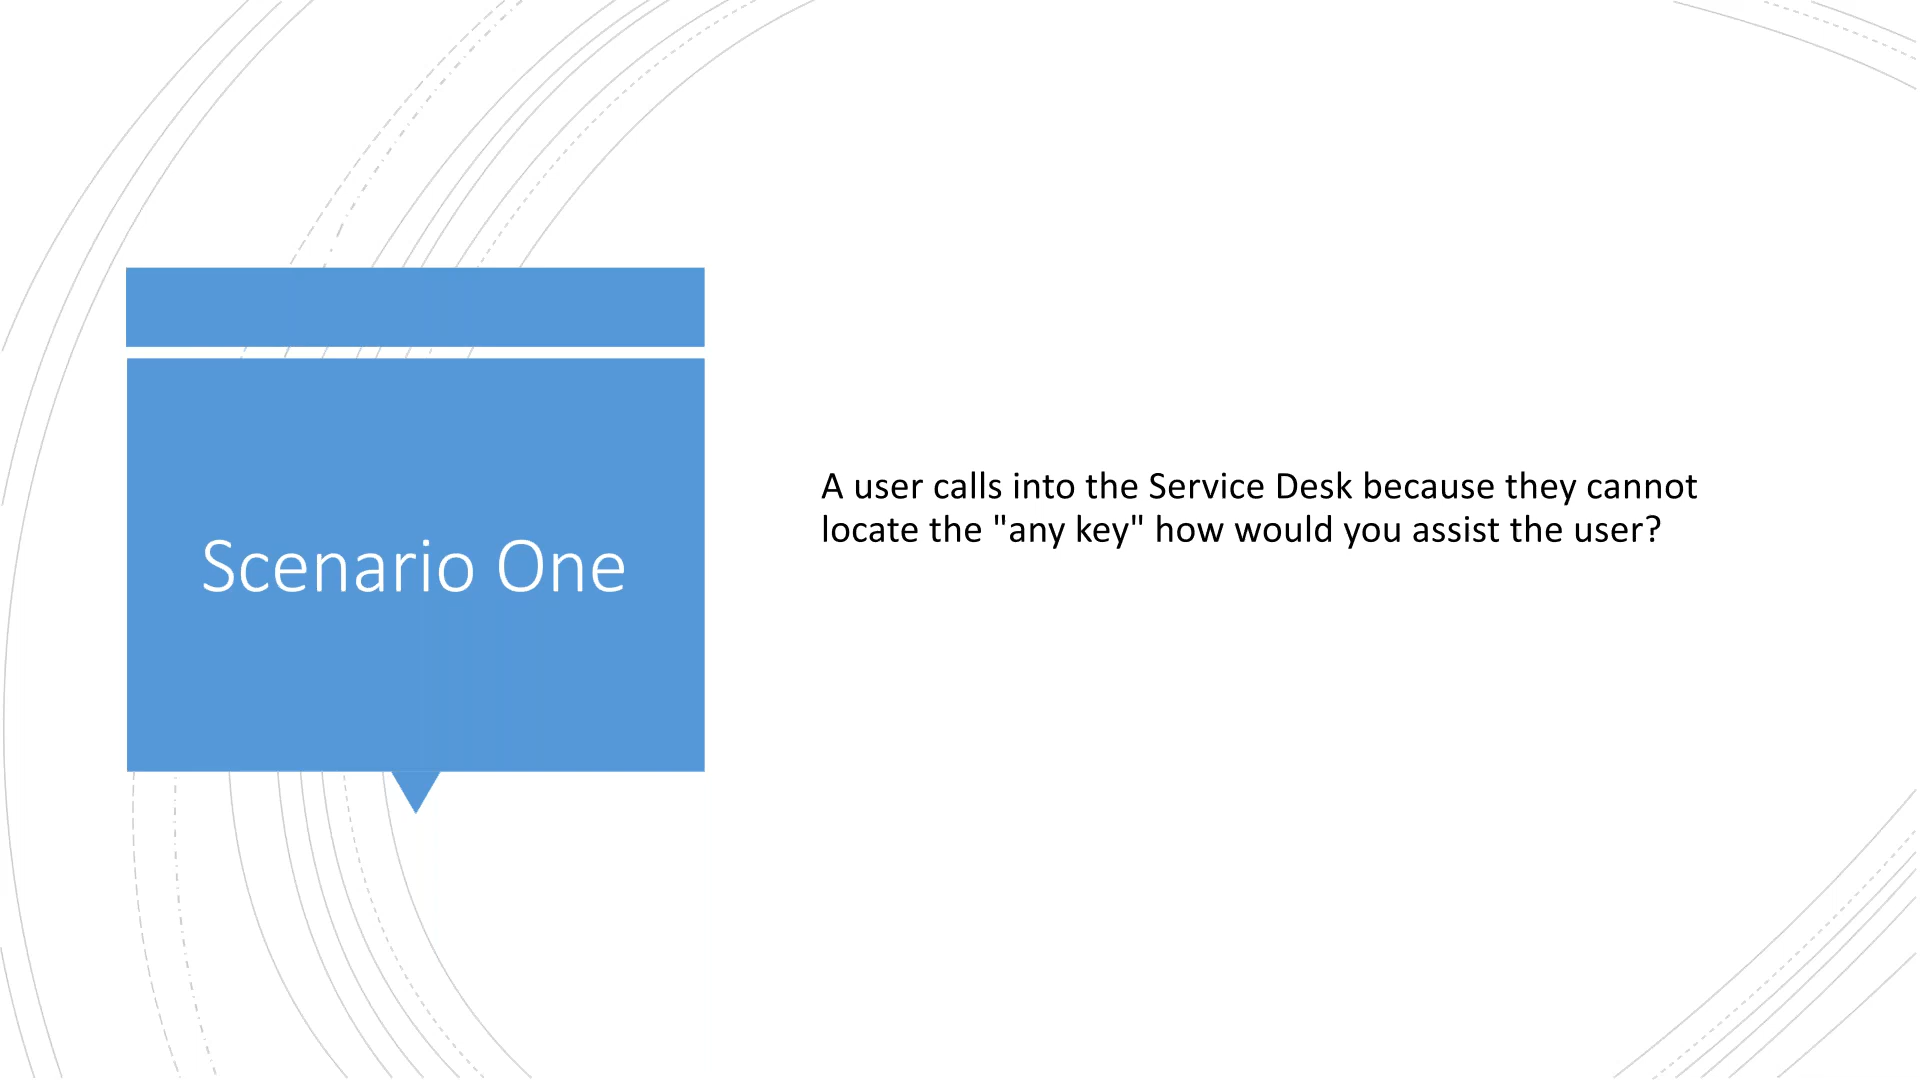 Scenario One
A user calls into the Service Desk because they cannot
locate the "any key" how would you assist the user?